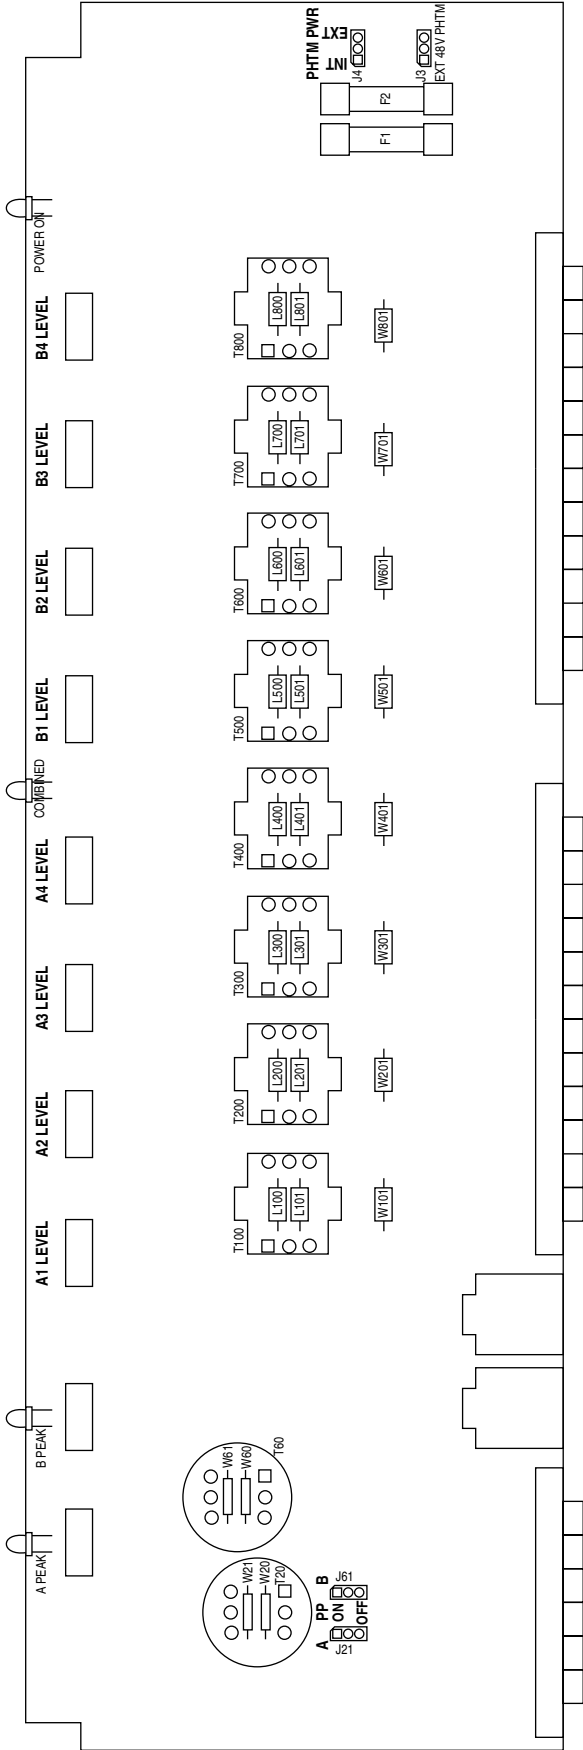 PHTM PWR
EXT
INT
J4
J3
EXT 48V PHTM
F2
F1
POWER ON
B4 LEVEL
T800
L800
L801
W801
B3 LEVEL
T700
L700
L701
W701
B2 LEVEL
T600
L600
L601
W601
B1 LEVEL
T500
L500
L501
W501
COMBINED
A4 LEVEL
T400
L400
L401
W401
A3 LEVEL
T300
L300
L301
W301
A2 LEVEL
T200
L200
L201
W201
A1 LEVEL
T100
L100
L101
W101
B PEAK
W61
W60
T60
A PEAK
W21
W20
T20
A PP B
ON
OFF
J61
J21